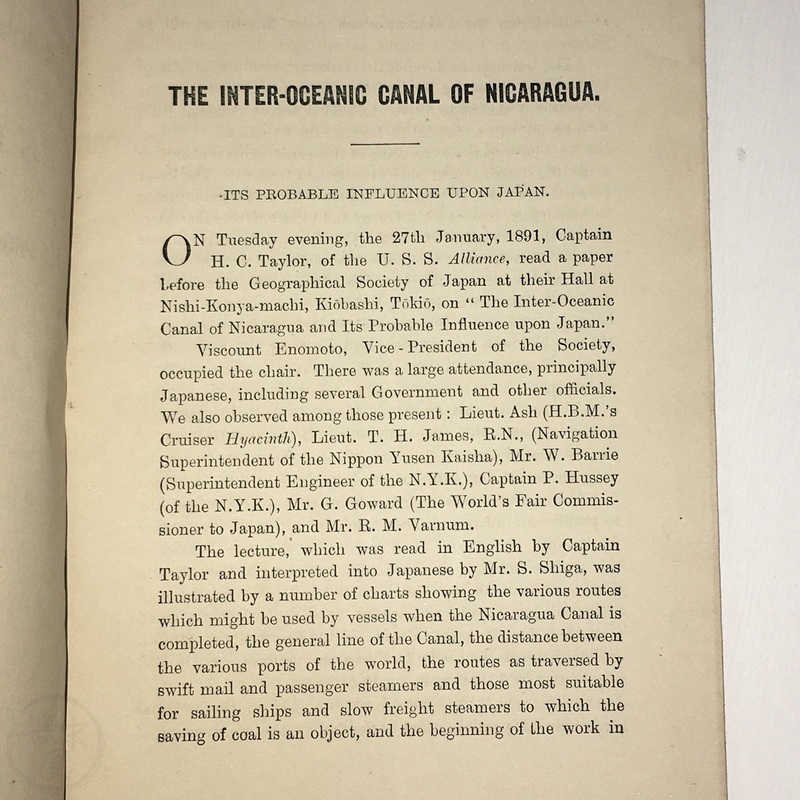 THE INTER-OCEANIC CANAL OF NICARAGUA.
ITS PROBABLE INFLUENCE UPON JAPAN.
ON Tuesday evening, the 27th January, 1891, Captain
H. C. Taylor, of the U. S. S. Alliance, read a paper
before the Geographical Society of Japan at their Hall at
Nishi-Konya-machi, Kiōbashi, Tōkiō, on “ The Inter-Oceanic
Canal of Nicaragua and Its Probable Influence upon Japan.”
Viscount Enomoto, Vice-President of the Society,
occupied the chair. There was a large attendance, principally
Japanese, including several Government and other officials.
We also observed among those present : Lieut. Ash (H.B.M.’s
Cruiser Hyacinth), Lieut. T. H. James, R.N., (Navigation
Superintendent of the Nippon Yusen Kaisha), Mr. W. Barrie
(Superintendent Engineer of the N.Y.K.), Captain P. Hussey
(of the N.Y.K.), Mr. G. Goward (The World’s Fair Commis-
sioner to Japan), and Mr. R. M. Varnum.
The lecture, which was read in English by Captain
Taylor and interpreted into Japanese by Mr. S. Shiga, was
illustrated by a number of charts showing the various routes
which might be used by vessels when the Nicaragua Canal is
completed, the general line of the Canal, the distance between
the various ports of the world, the routes as traversed by
swift mail and passenger steamers and those most suitable
for sailing ships and slow freight steamers to which the
saving of coal is an object, and the beginning of the work in